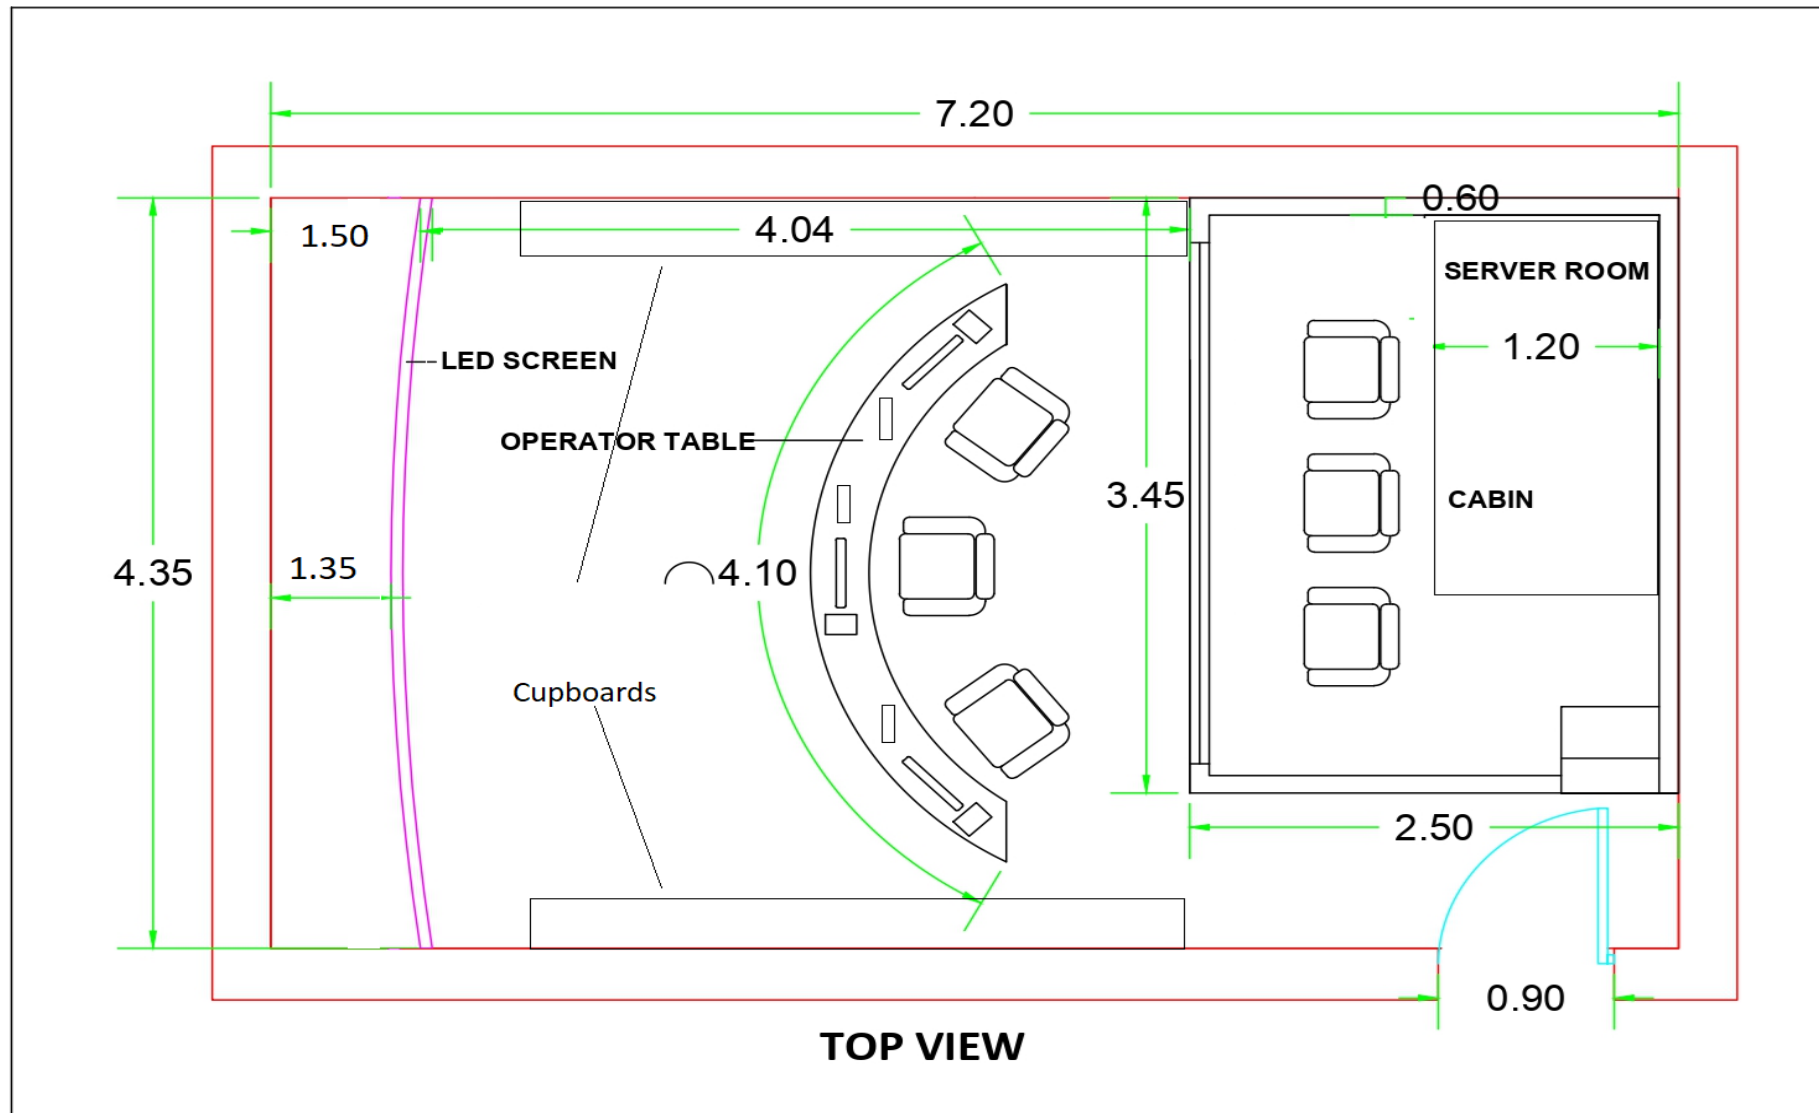 7.20
0.60
1.50
4.04
SERVER ROOM
1.20
LED SCREEN
OPERATOR TABLE
3.45
CABIN
4.35
1.35
4.10
Cupboards
2.50
0.90
TOP VIEW